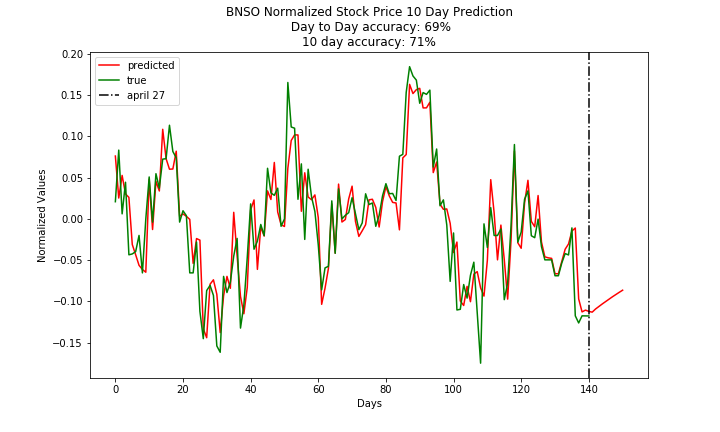 BNSO Normalized Stock Price 10 Day Prediction
Day to Day accuracy: 69%
10 day accuracy: 71%
predicted
true
april 27
Normalized Values
0.20
0.15
0.10
0.05
0.00
−0.05
−0.10
−0.15
0 20 40 60 80 100 120 140
Days